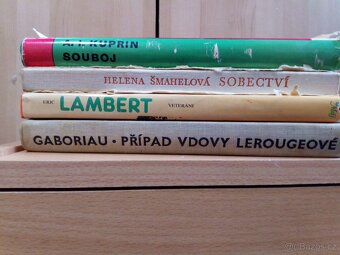 A. I. KUPRIN
SOUBOJ
HELENA ŠMAHELOVÁ SOBECTVÍ
ERIC LAMBERT VETERÁNI
GABORIAU • PŘÍPAD VDOVY LEROUGEOVÉ